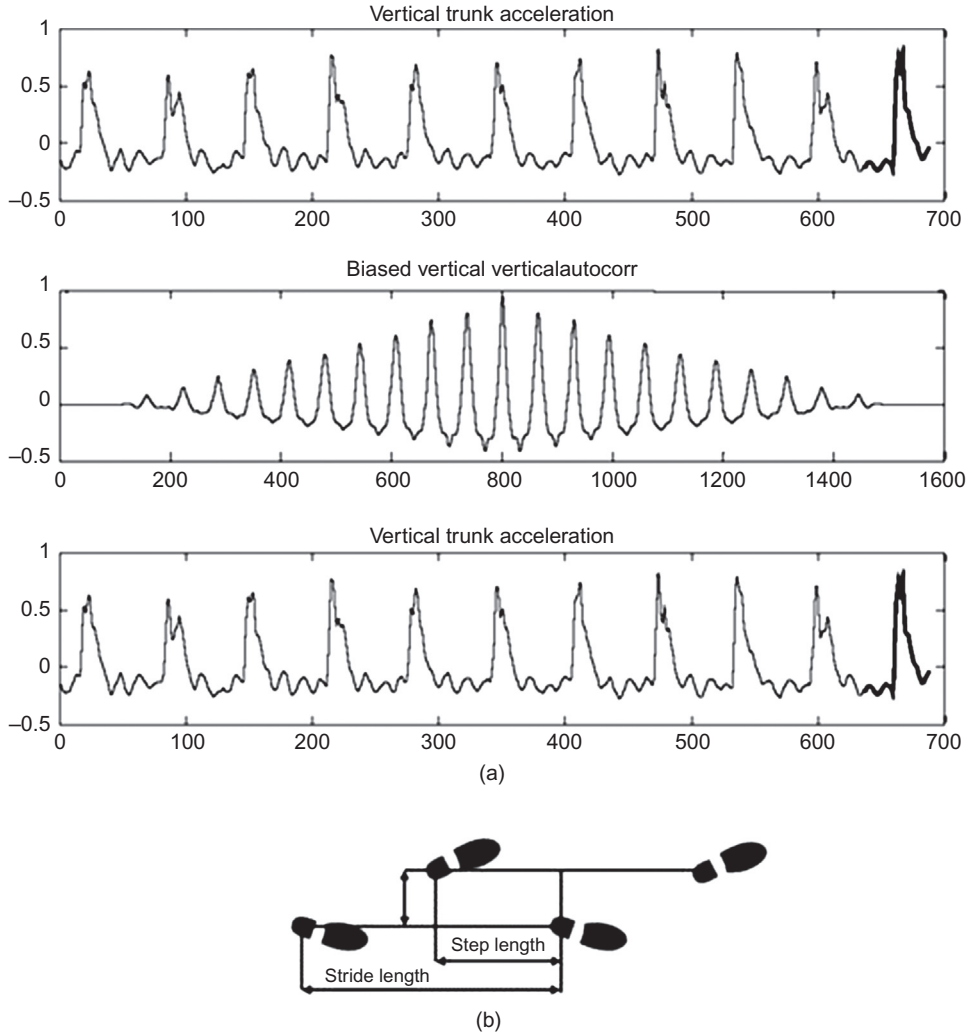 Vertical trunk acceleration
1
0.5
0
–0.5
0 100 200 300 400 500 600 700
Biased vertical verticalautocorr
1
0.5
0
–0.5
0 200 400 600 800 1000 1200 1400 1600
Vertical trunk acceleration
1
0.5
0
–0.5
0 100 200 300 400 500 600 700
(a)
Step length
Stride length
(b)